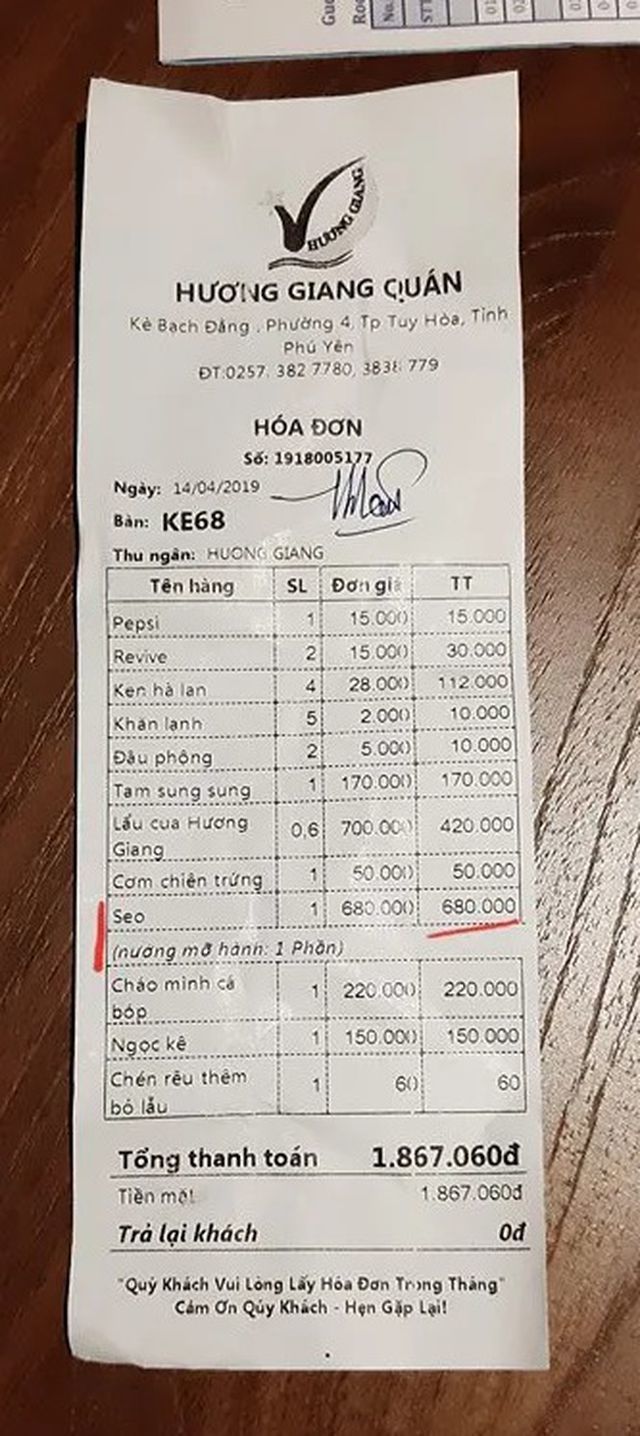 Gue
Roo
No.
STT
01
02
HƯƠNG GIANG
HƯƠNG GIANG QUÁN
Kè Bạch Đằng , Phường 4, Tp Tuy Hòa, Tỉnh
Phú Yên
ĐT:0257. 382 7780, 3838 779
HÓA ĐƠN
Số: 1918005177
Ngày: 14/04/2019
Bàn: KE68
Thu ngân: HƯƠNG GIANG
Tên hàng SL Đơn giá TT
Pepsi 1 15.000 15.000
Revive 2 15.000 30.000
Ken hà lan 4 28.000 112.000
Khăn lạnh 5 2.000 10.000
Đậu phộng 2 5.000 10.000
Tam sung sung 1 170.000 170.000
Lẩu cua Hương
Giang 0,6 700.000 420.000
Cơm chiên trứng 1 50.000 50.000
Seo 1 680.000 680.000
(nướng mỡ hành: 1 Phần)
Cháo mình cá
bóp 1 220.000 220.000
Ngọc kê 1 150.000 150.000
Chén rêu thêm
bỏ lẩu 1 60 60
Tổng thanh toán 1.867.060đ
Tiền mặt 1.867.060đ
Trả lại khách 0đ
"Quý Khách Vui Lòng Lấy Hóa Đơn Trong Tháng"
Cảm Ơn Qúy Khách - Hẹn Gặp Lại!